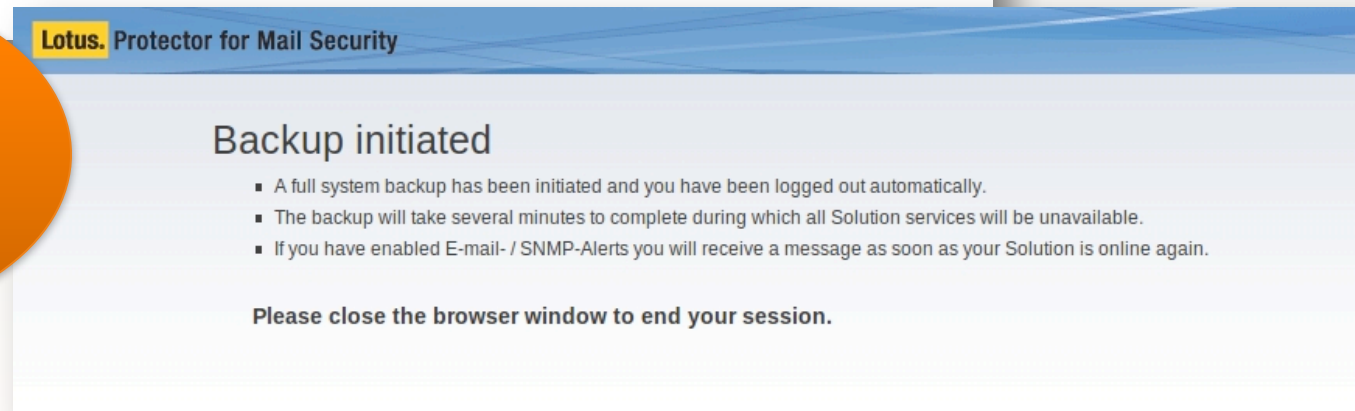 Lotus. Protector for Mail Security
Backup initiated
A full system backup has been initiated and you have been logged out automatically.
The backup will take several minutes to complete during which all Solution services will be unavailable.
If you have enabled E-mail- / SNMP-Alerts you will receive a message as soon as your Solution is online again.
Please close the browser window to end your session.